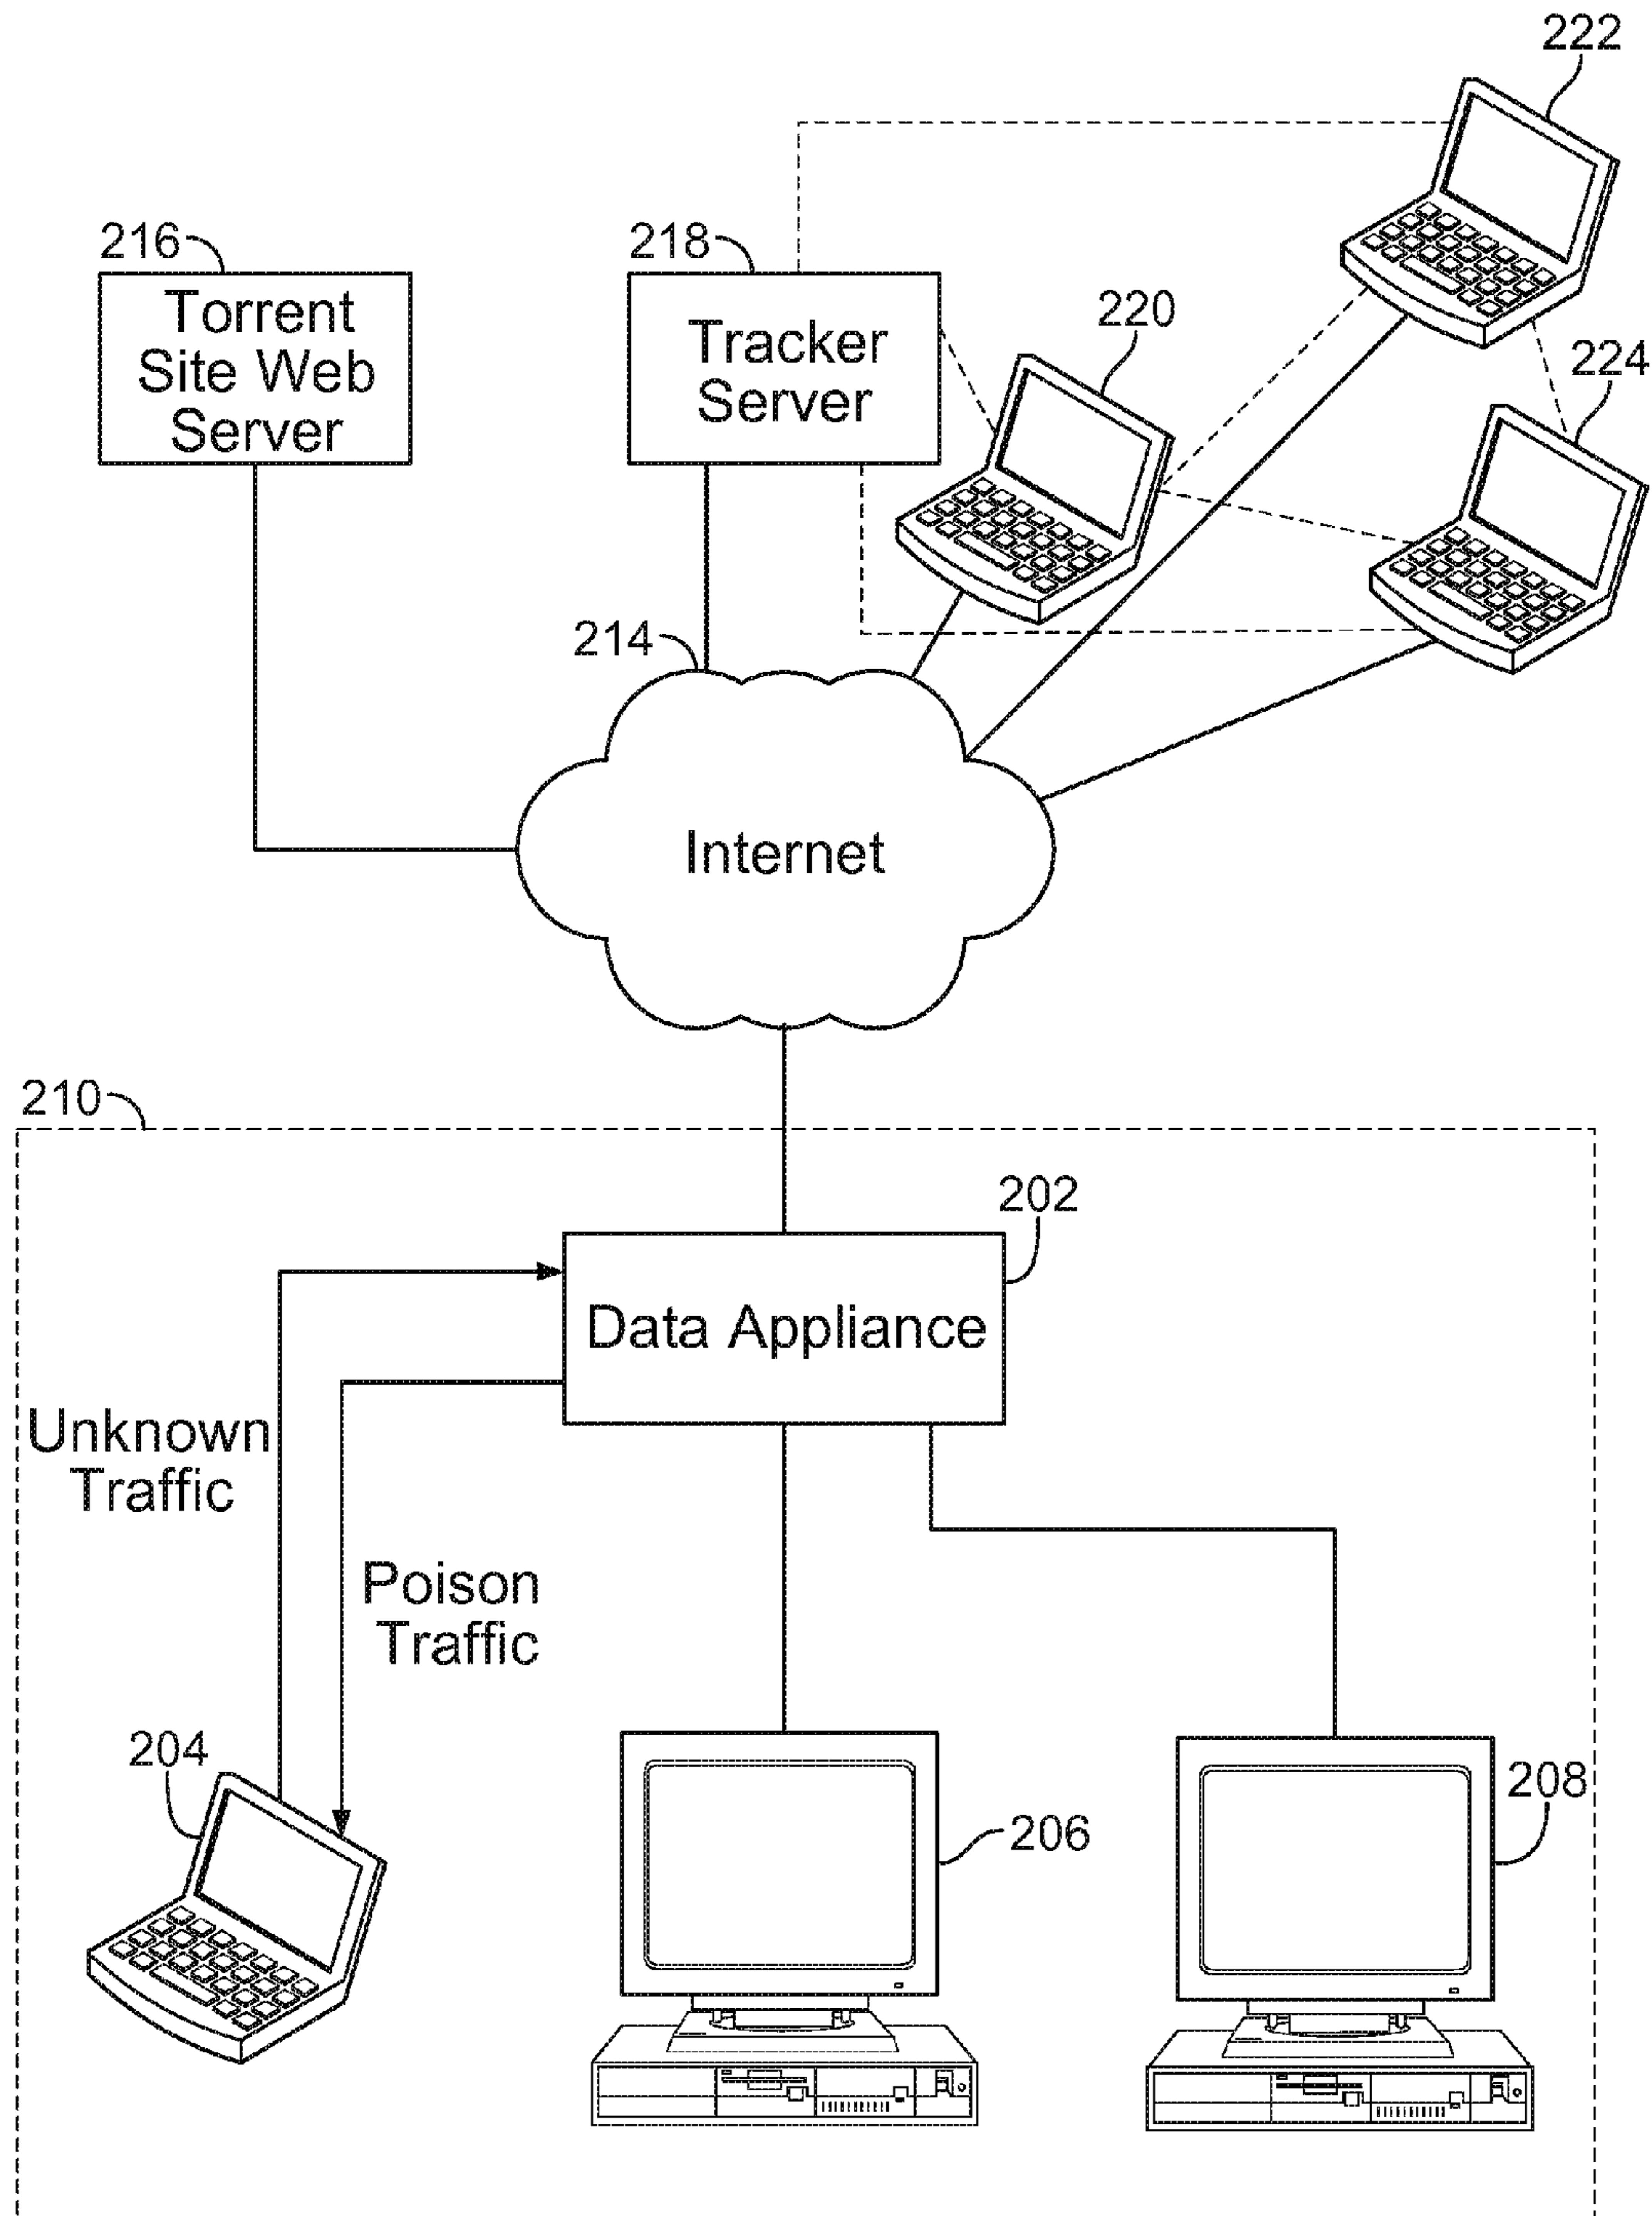 222
216
218
Torrent
Site Web
Server
Tracker
Server
220
224
214
Internet
210
202
Data Appliance
Unknown
Traffic
Poison
Traffic
204
206
208